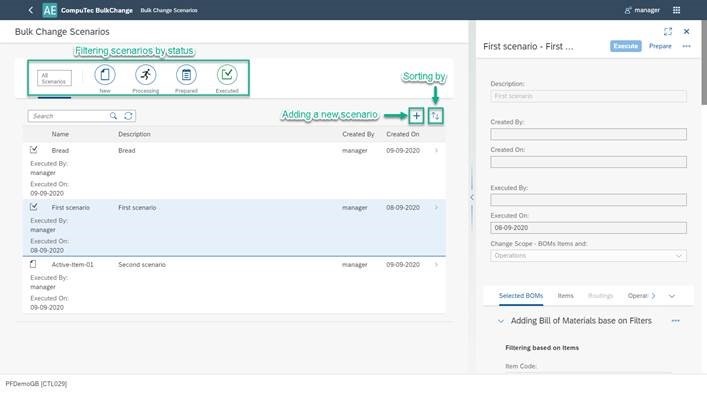 AE CompuTec BulkChange Bulk Change Scenarios manager
Bulk Change Scenarios
Filtering scenarios by status
All
Scenarios
New
Processing
Prepared
Executed
Sorting by
Search
Adding a new scenario
Name Description Created By Created On
Bread Bread manager 09-09-2020
Executed By:
manager
Executed On:
09-09-2020
First scenario First scenario manager 08-09-2020
Executed By:
manager
Executed On:
08-09-2020
Active-Item-01 Second scenario manager 09-09-2020
Executed By:
manager
Executed On:
09-09-2020
First scenario - First ... Execute Prepare
Description:
First scenario
Created By:
Created On:
Executed By:
Executed On:
08-09-2020
Change Scope - BOMs Items and:
Operations
Selected BOMs Items Routings Operat
Adding Bill of Materials base on Filters
Filtering based on Items
Item Code:
PFDemoGB [CTL029]